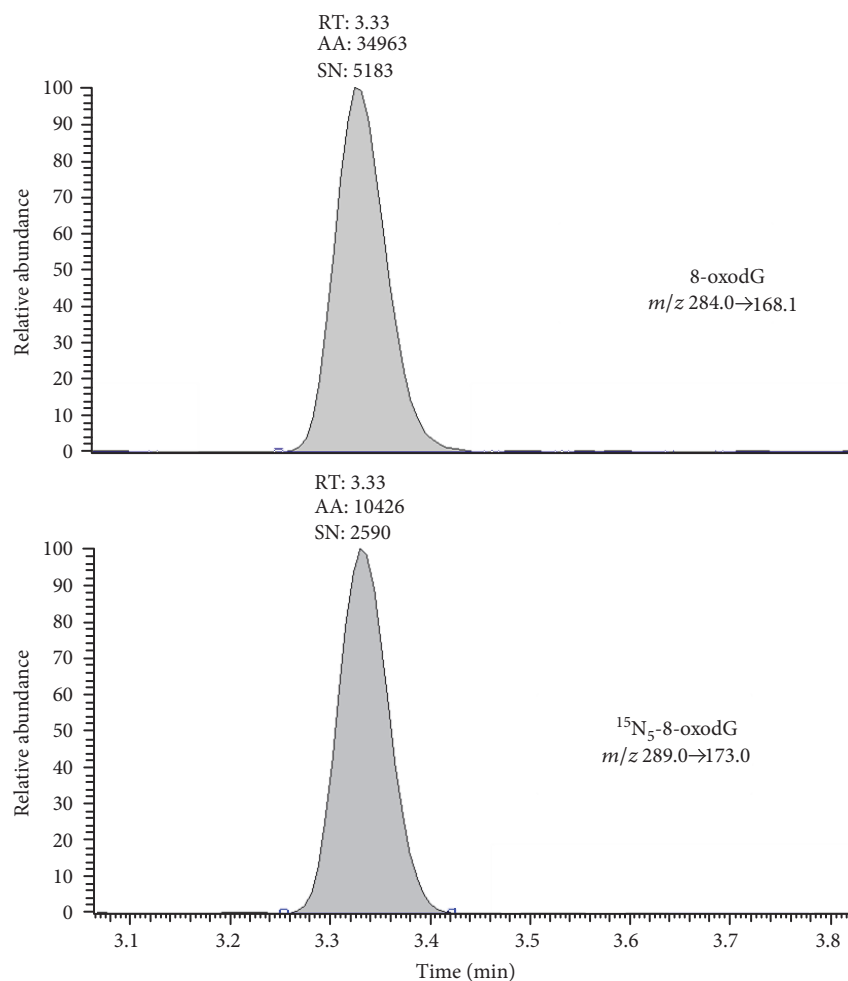 RT: 3.33
AA: 34963
SN: 5183
100
90
80
70
60
50
40
30
20
10
0
Relative abundance
8-oxodG
m/z 284.0→168.1
RT: 3.33
AA: 10426
SN: 2590
100
90
80
70
60
50
40
30
20
10
0
Relative abundance
¹⁵N₅-8-oxodG
m/z 289.0→173.0
3.1 3.2 3.3 3.4 3.5 3.6 3.7 3.8
Time (min)